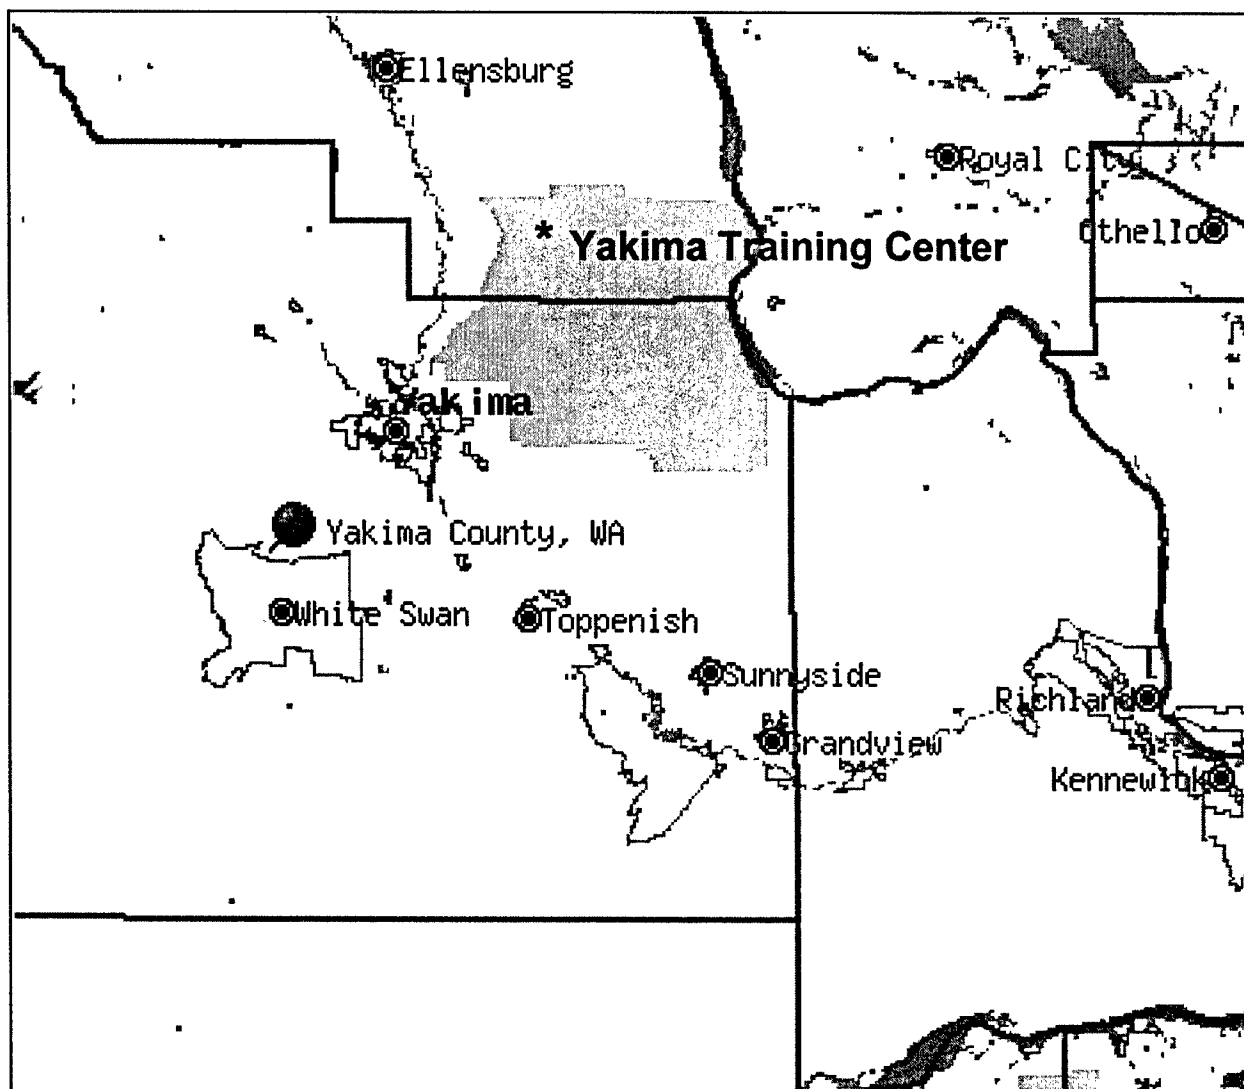 Ellensburg
Royal City
Othello
* Yakima Training Center
Yakima
Yakima County, WA
White Swan
Toppenish
Sunnyside
Richland
Grandview
Kennewick